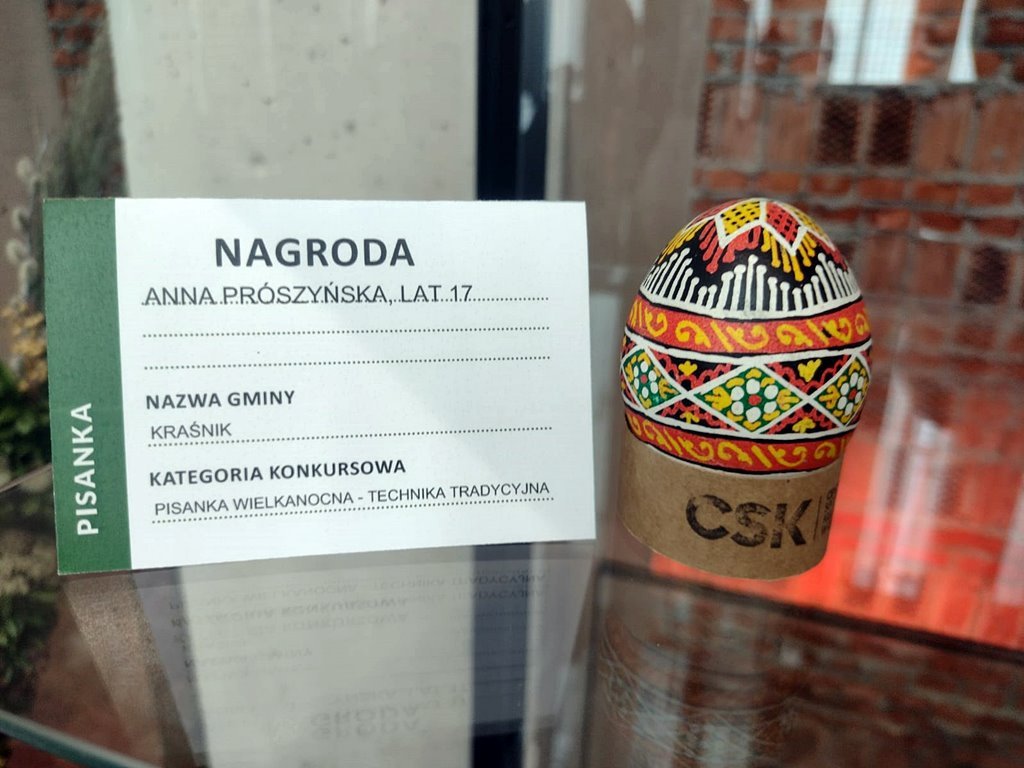 NAGRODA
ANNA PRÓSZYŃSKA, LAT 17
NAZWA GMINY
KRAŚNIK
KATEGORIA KONKURSOWA
PISANKA WIELKANOCNA - TECHNIKA TRADYCYJNA
PISANKA
CSK